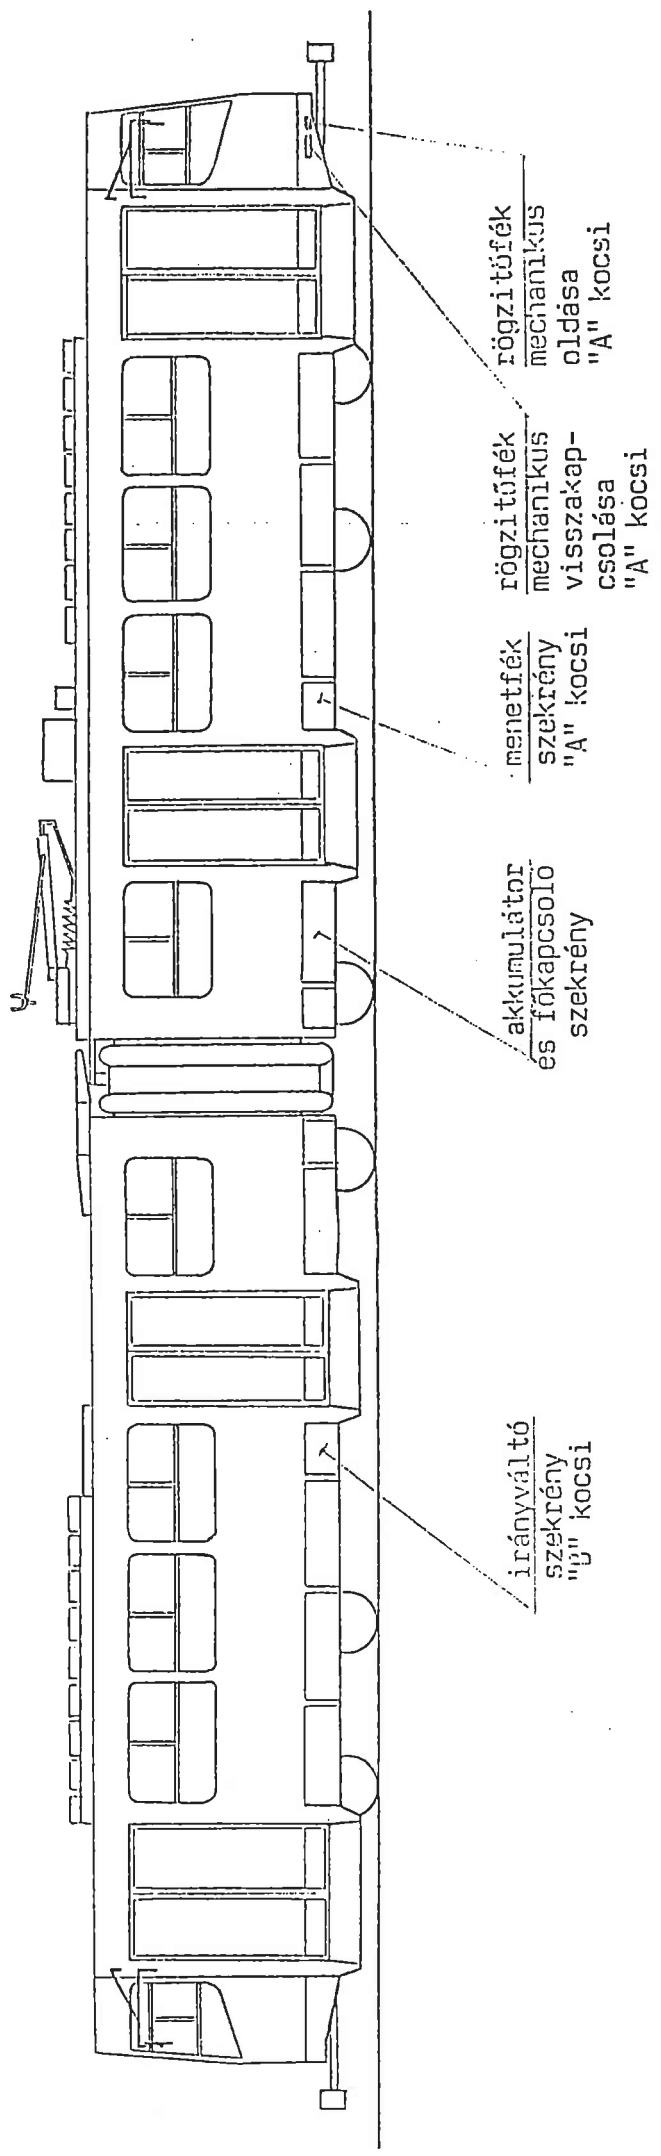 irányváltó
szekrény
"B" kocsi
akkumulátor
és főkapcsoló
szekrény
menetfék
szekrény
"A" kocsi
rögzítőfék
mechanikus
visszakap-
csolása
"A" kocsi
rögzítőfék
mechanikus
oldása
"A" kocsi